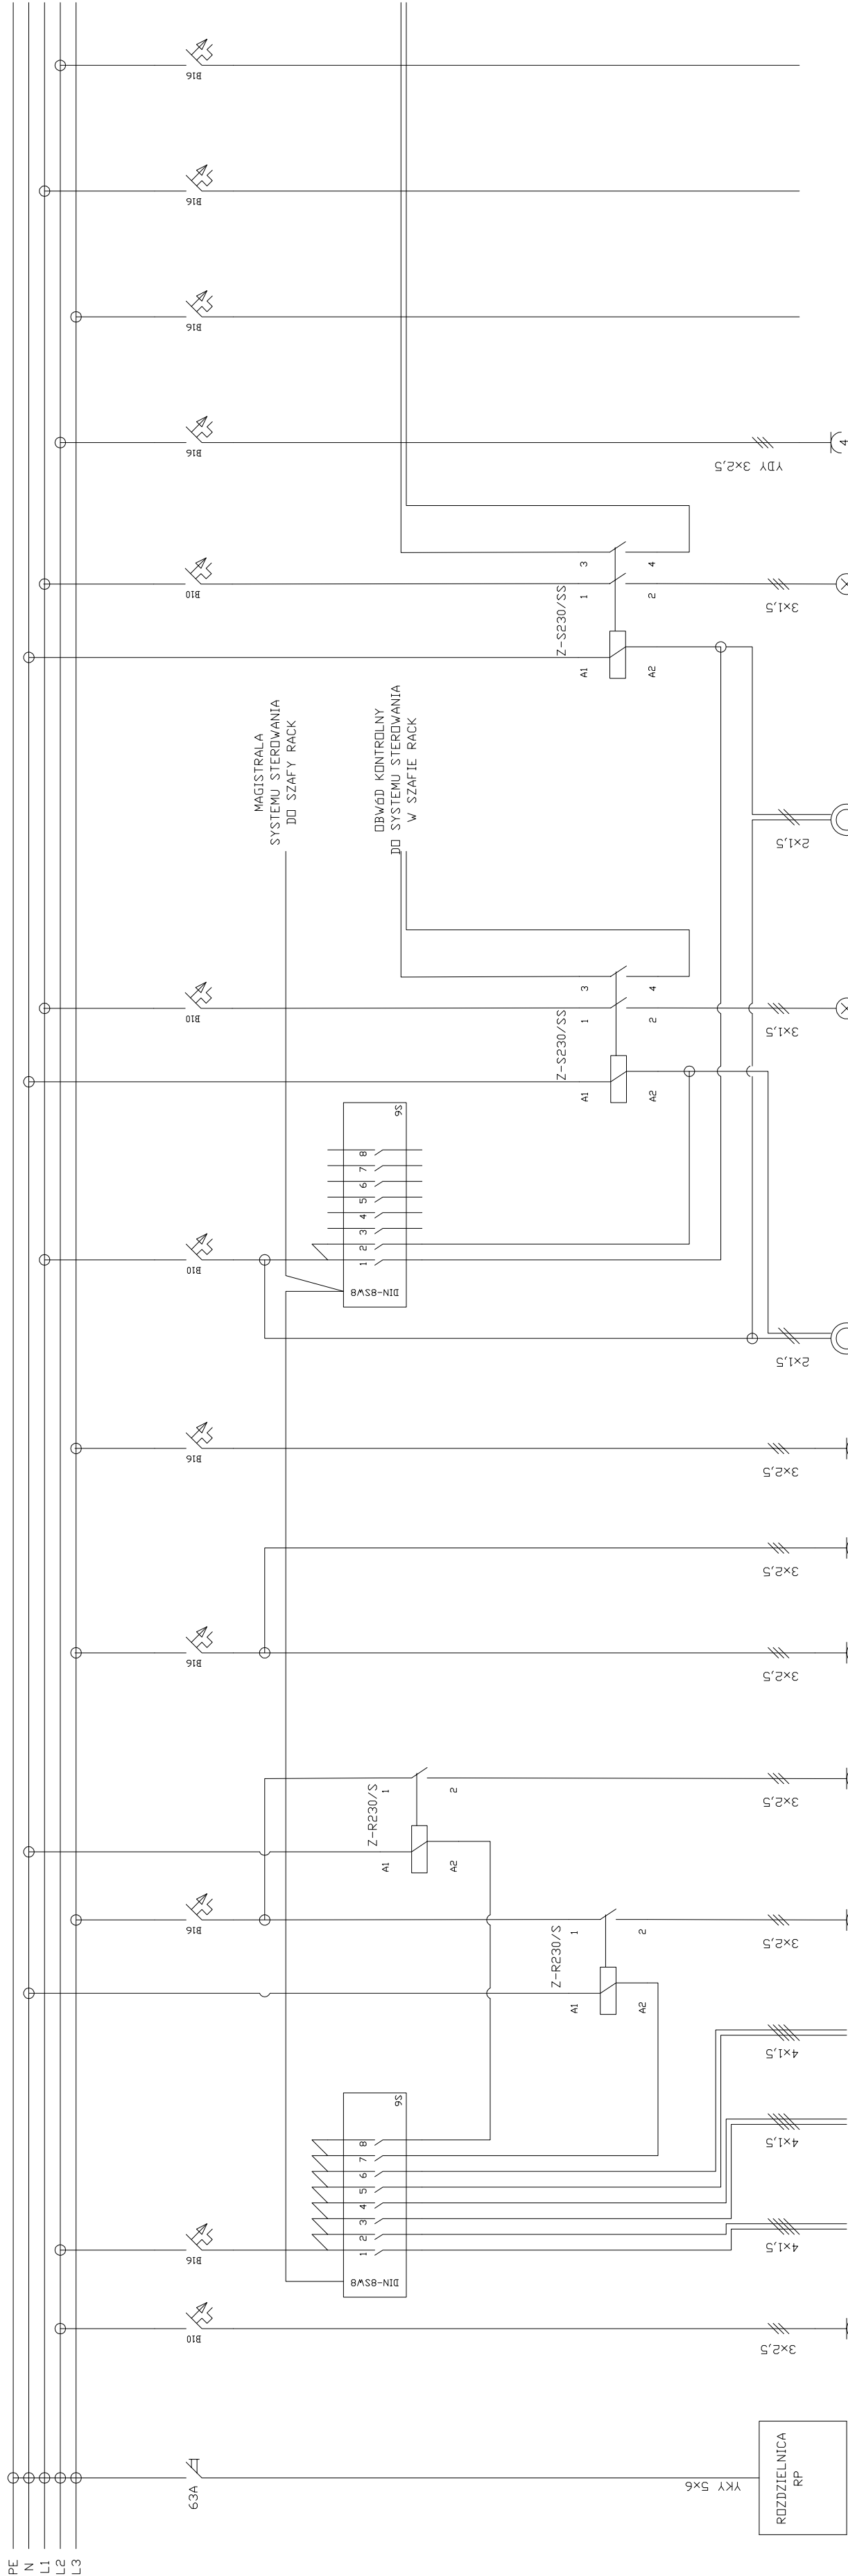 PE
N
L1
L2
L3
63A
B10
B16
B16
B16
B16
B10
B10
B10
B16
B16
B16
B16
MAGISTRALA
SYSTEMU STEROWANIA
DO SZAFY RACK
OBWÓD KONTROLNY
DO SYSTEMU STEROWANIA
W SZAFIE RACK
DIN-8SW8
1 2 3 4 5 6 7 8
S6
Z-R230/S
A1 1
A2 2
Z-R230/S
A1 1
A2 2
DIN-8SW8
1 2 3 4 5 6 7 8
S6
Z-S230/SS
A1 1 3
A2 2 4
Z-S230/SS
A1 1 3
A2 2 4
YKY 5x6
3x2,5
4x1,5
4x1,5
4x1,5
3x2,5
3x2,5
3x2,5
3x2,5
3x2,5
2x1,5
3x1,5
2x1,5
3x1,5
YDY 3x2,5
4
ROZDZIELNICA
RP